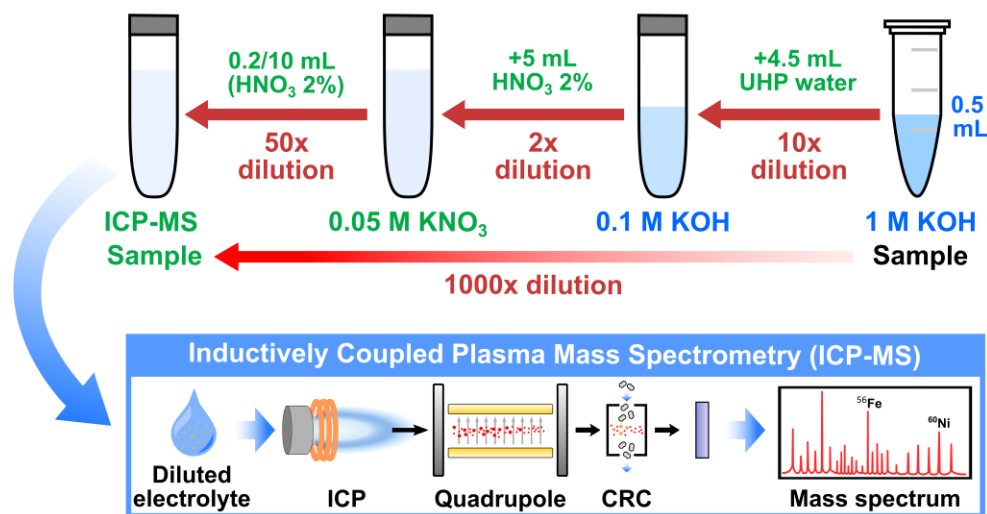 0.2/10 mL
(HNO₃ 2%)
50x
dilution
+5 mL
HNO₃ 2%
2x
dilution
+4.5 mL
UHP water
10x
dilution
0.5
mL
ICP-MS
Sample
0.05 M KNO₃
0.1 M KOH
1 M KOH
Sample
1000x dilution
Inductively Coupled Plasma Mass Spectrometry (ICP-MS)
⁵⁶Fe
⁶⁰Ni
Diluted
electrolyte
ICP
Quadrupole
CRC
Mass spectrum